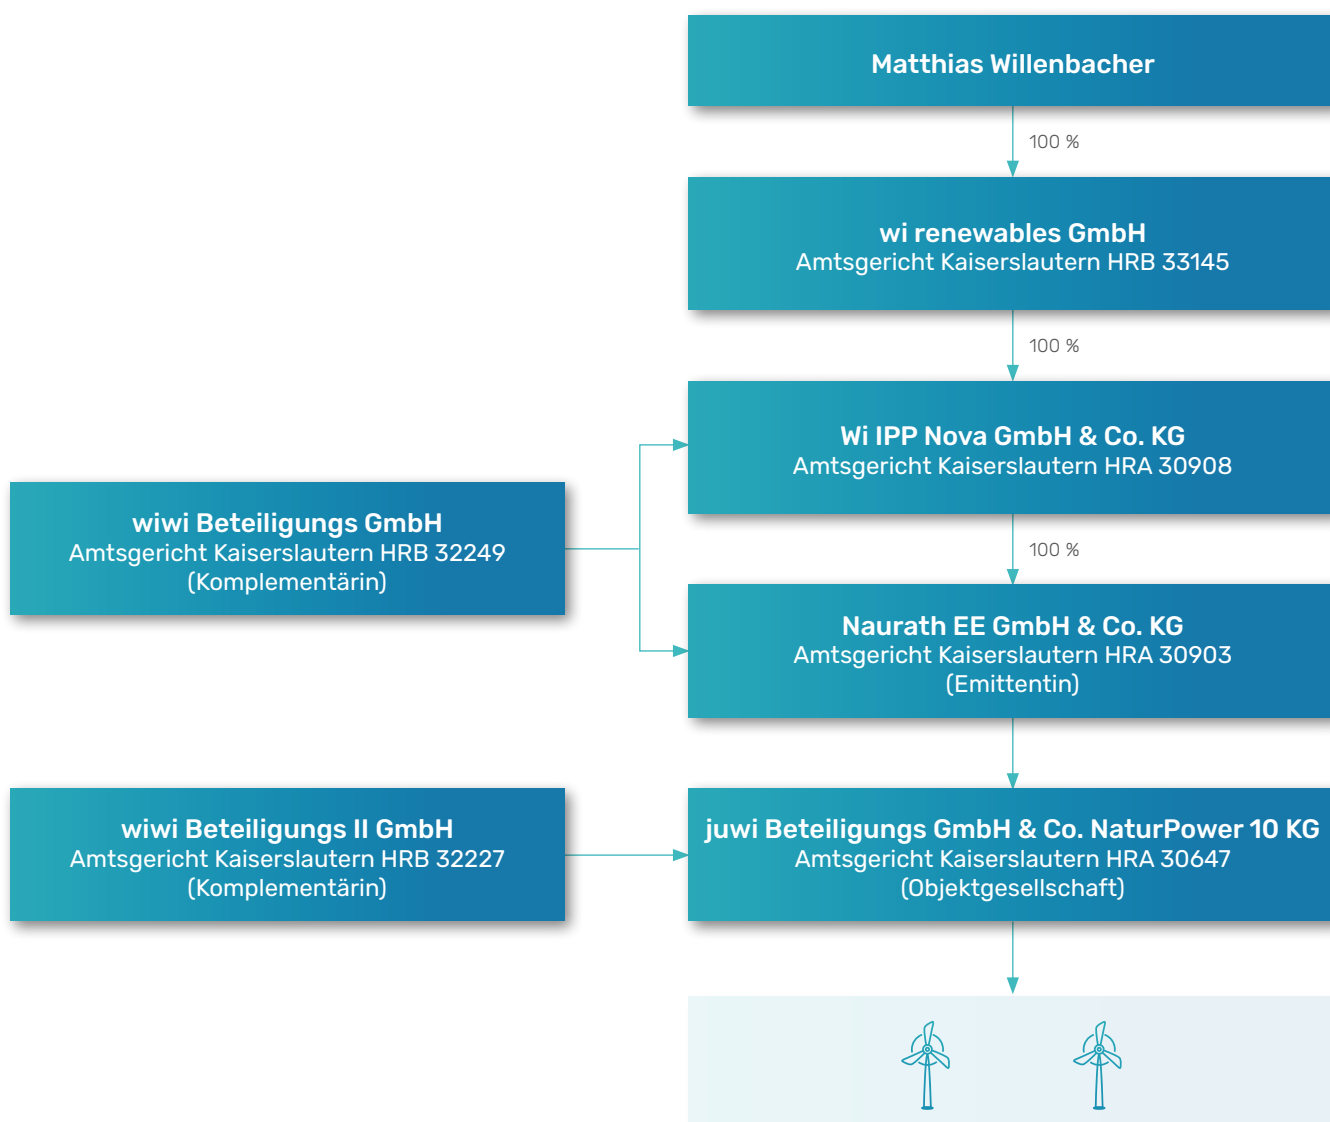 Matthias Willenbacher
100 %
wi renewables GmbH
Amtsgericht Kaiserslautern HRB 33145
100 %
Wi IPP Nova GmbH & Co. KG
Amtsgericht Kaiserslautern HRA 30908
wiwi Beteiligungs GmbH
Amtsgericht Kaiserslautern HRB 32249
(Komplementärin)
100 %
Naurath EE GmbH & Co. KG
Amtsgericht Kaiserslautern HRA 30903
(Emittentin)
wiwi Beteiligungs II GmbH
Amtsgericht Kaiserslautern HRB 32227
(Komplementärin)
juwi Beteiligungs GmbH & Co. NaturPower 10 KG
Amtsgericht Kaiserslautern HRA 30647
(Objektgesellschaft)